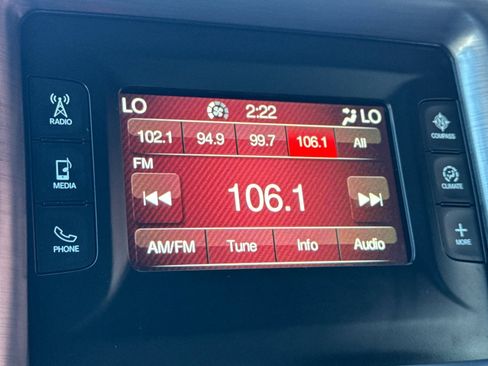 LO 2:22 LO
102.1 94.9 99.7 106.1 All
FM
106.1
AM/FM Tune Info Audio
RADIO
MEDIA
PHONE
COMPASS
CLIMATE
+
MORE